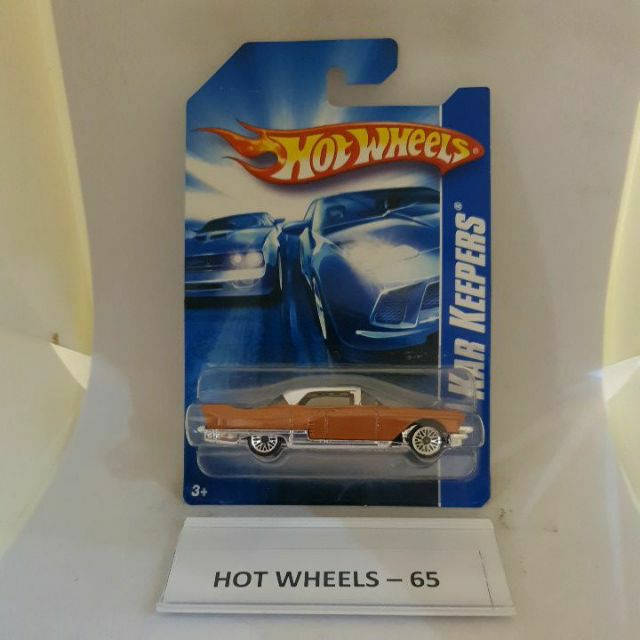 HOT WHEELS®
KAR KEEPERS®
3+
HOT WHEELS – 65